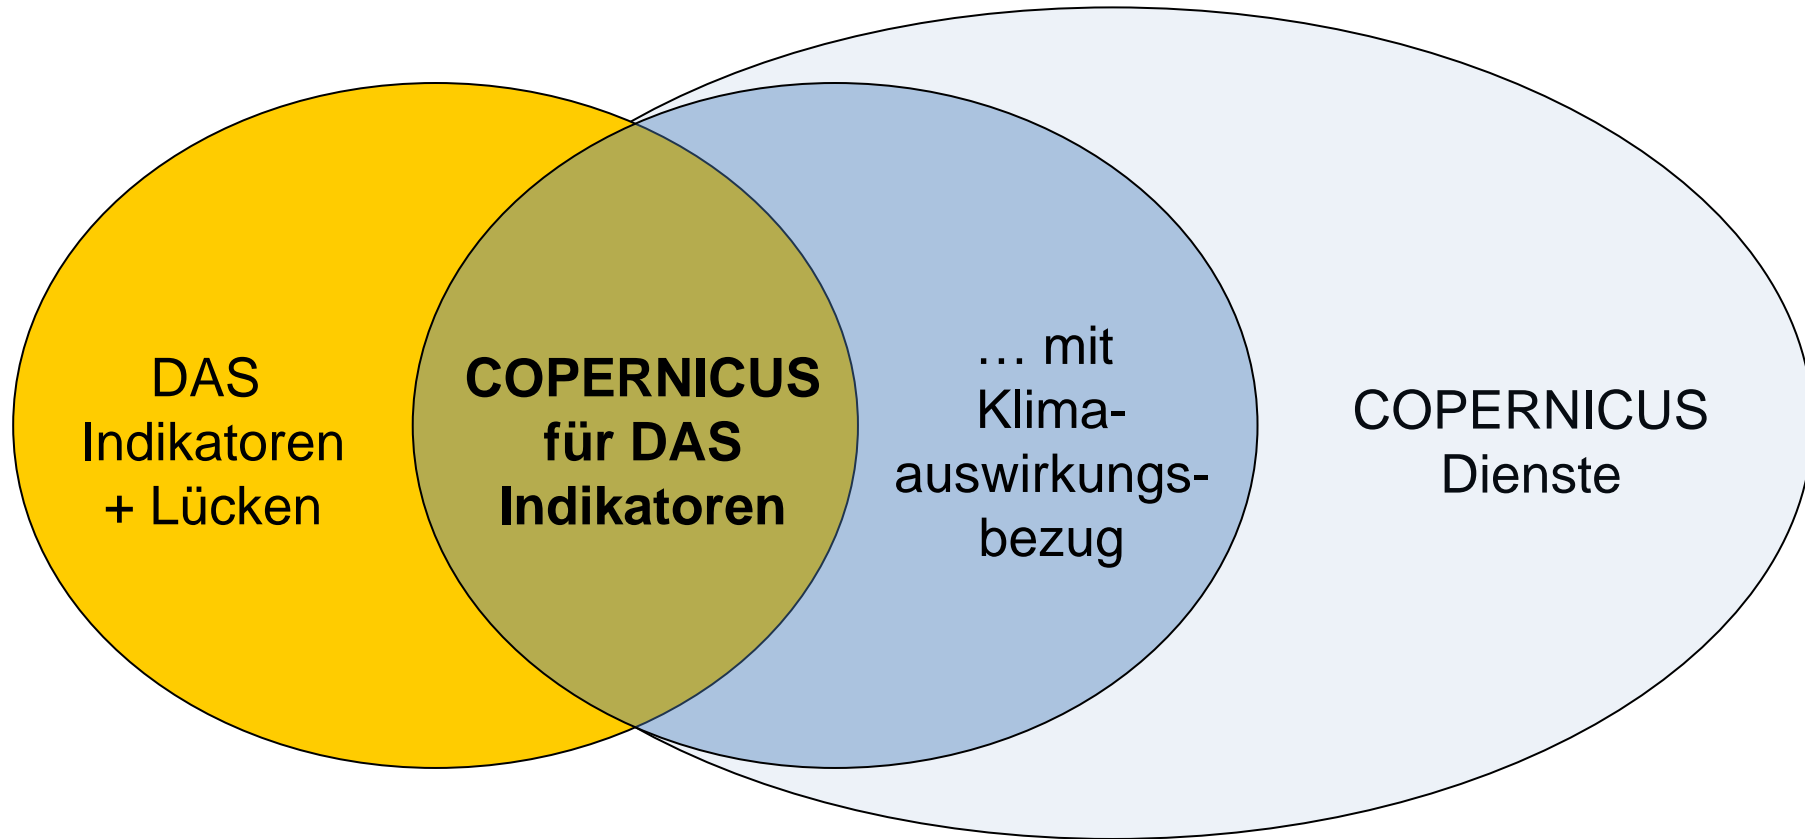 DAS
Indikatoren
+ Lücken
COPERNICUS
für DAS
Indikatoren
… mit
Klima-
auswirkungs-
bezug
COPERNICUS
Dienste